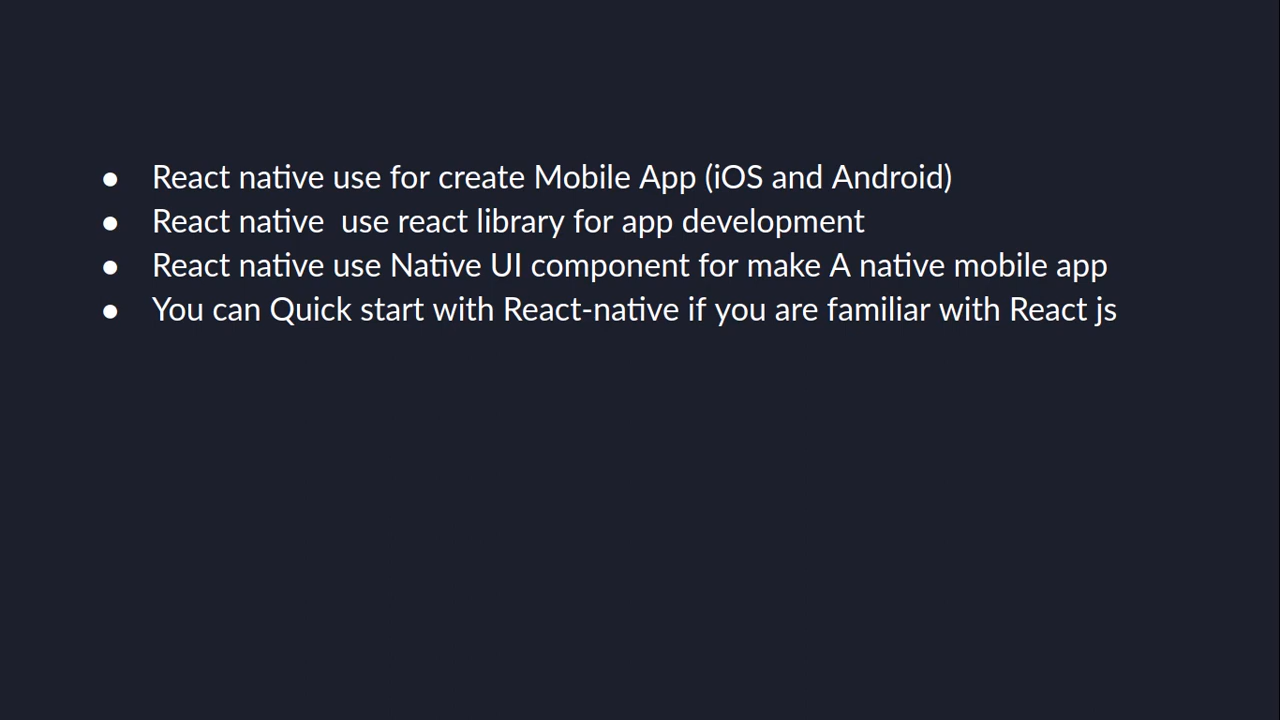 ● React native use for create Mobile App (iOS and Android)
● React native  use react library for app development
● React native use Native UI component for make A native mobile app
● You can Quick start with React-native if you are familiar with React js